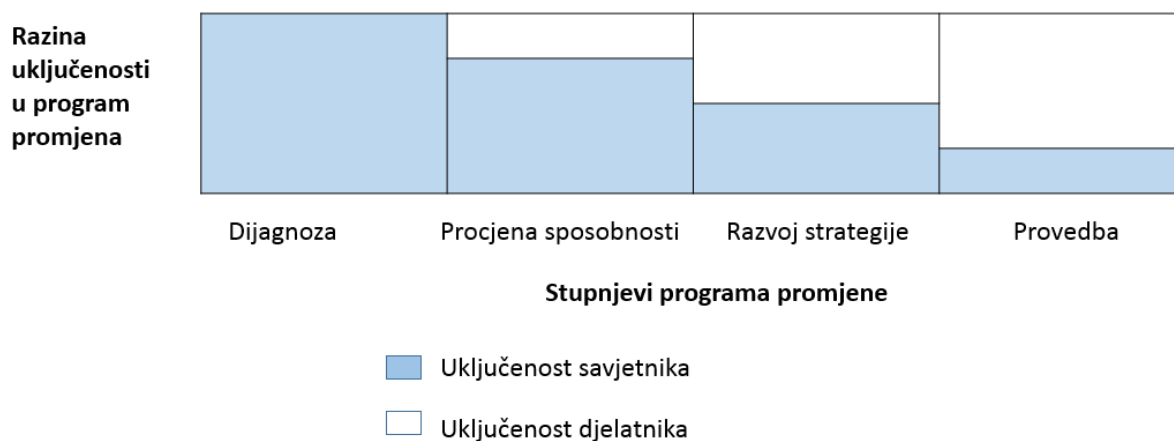 Razina
uključenosti
u program
promjena
Dijagnoza
Procjena sposobnosti
Razvoj strategije
Provedba
Stupnjevi programa promjene
Uključenost savjetnika
Uključenost djelatnika